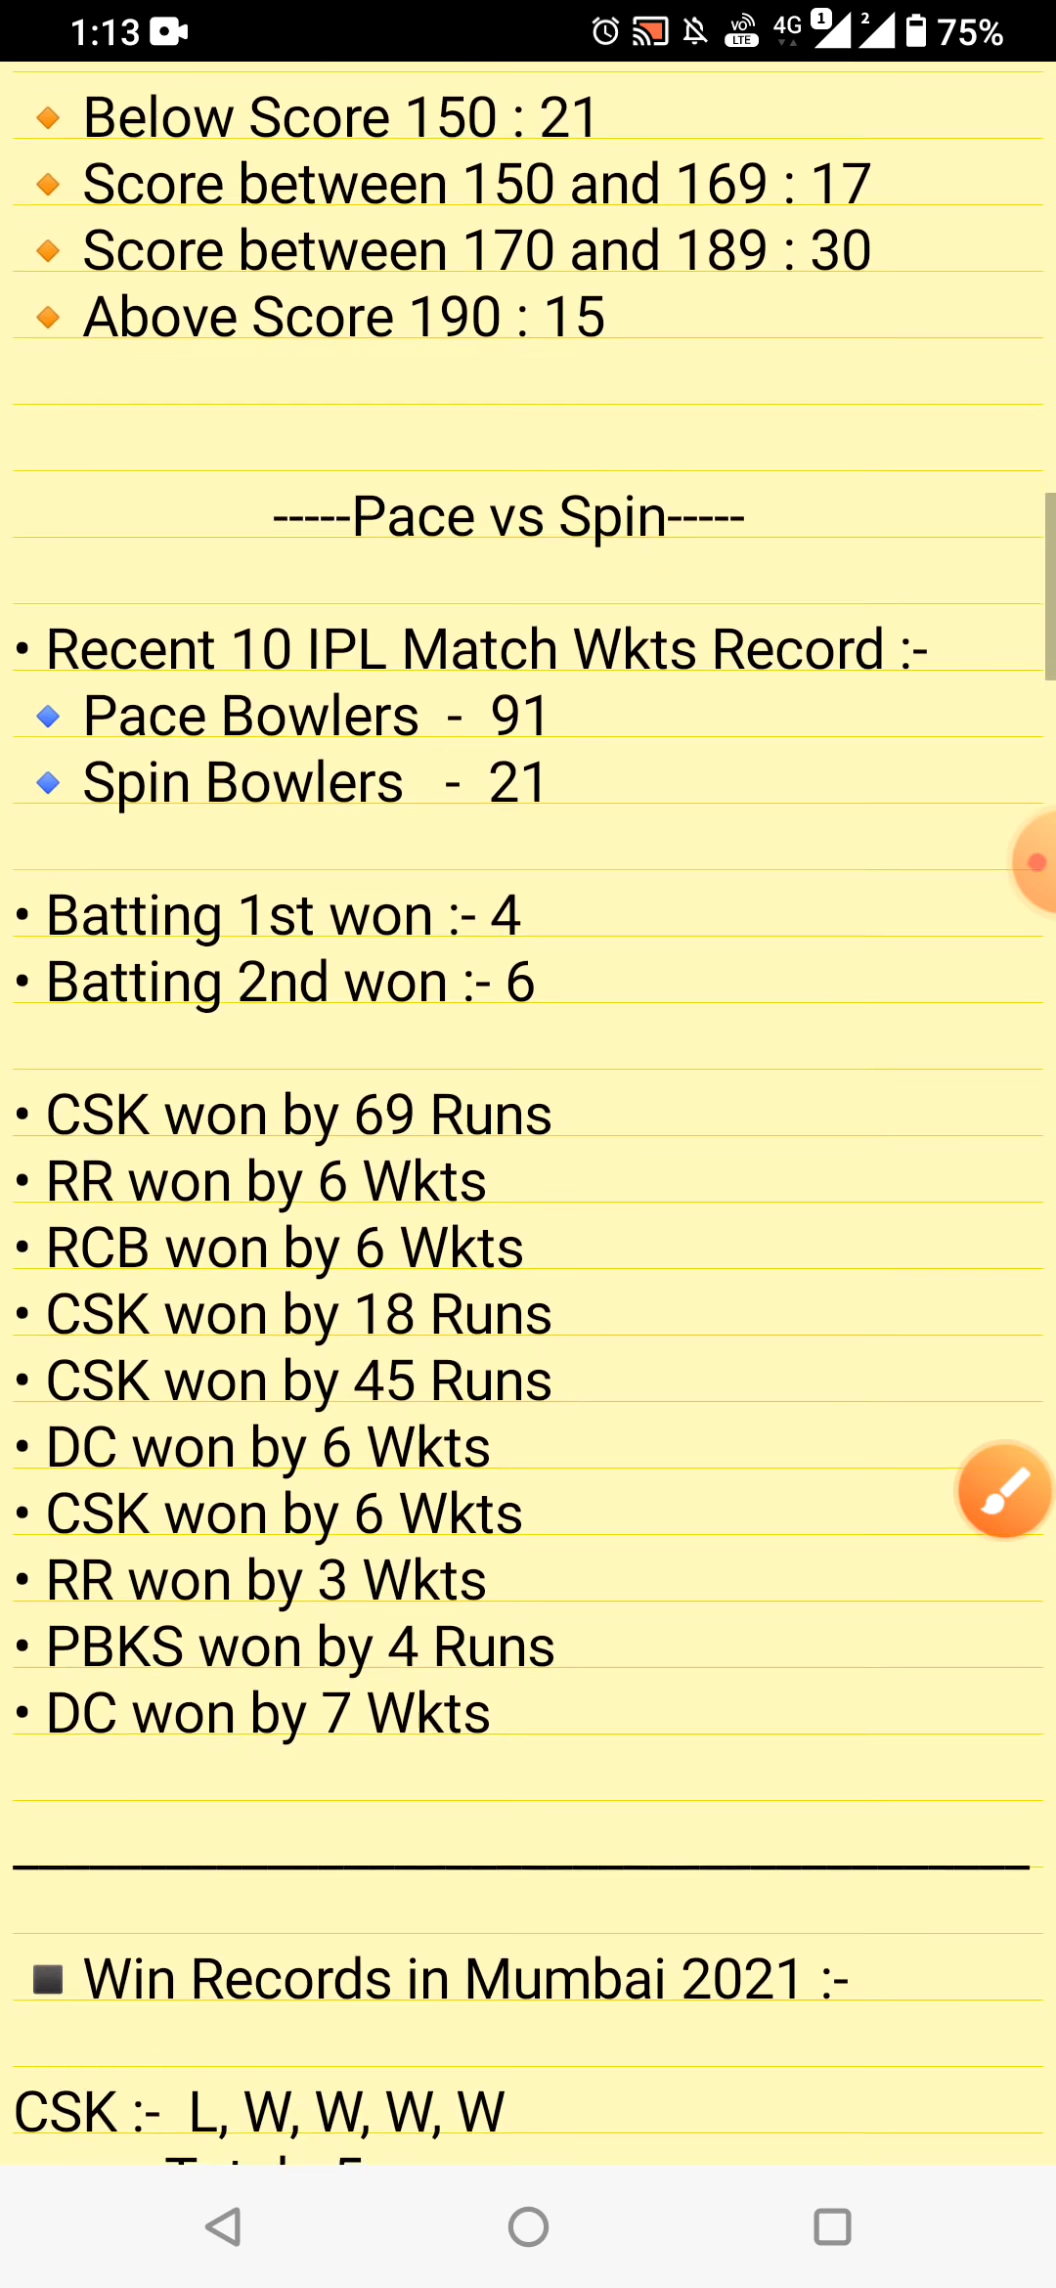 1:13 VO LTE 4G 1 2 75%
🔸 Below Score 150 : 21
🔸 Score between 150 and 169 : 17
🔸 Score between 170 and 189 : 30
🔸 Above Score 190 : 15
-----Pace vs Spin-----
• Recent 10 IPL Match Wkts Record :-
🔹 Pace Bowlers - 91
🔹 Spin Bowlers - 21
• Batting 1st won :- 4
• Batting 2nd won :- 6
• CSK won by 69 Runs
• RR won by 6 Wkts
• RCB won by 6 Wkts
• CSK won by 18 Runs
• CSK won by 45 Runs
• DC won by 6 Wkts
• CSK won by 6 Wkts
• RR won by 3 Wkts
• PBKS won by 4 Runs
• DC won by 7 Wkts
◾ Win Records in Mumbai 2021 :-
CSK :- L, W, W, W, W